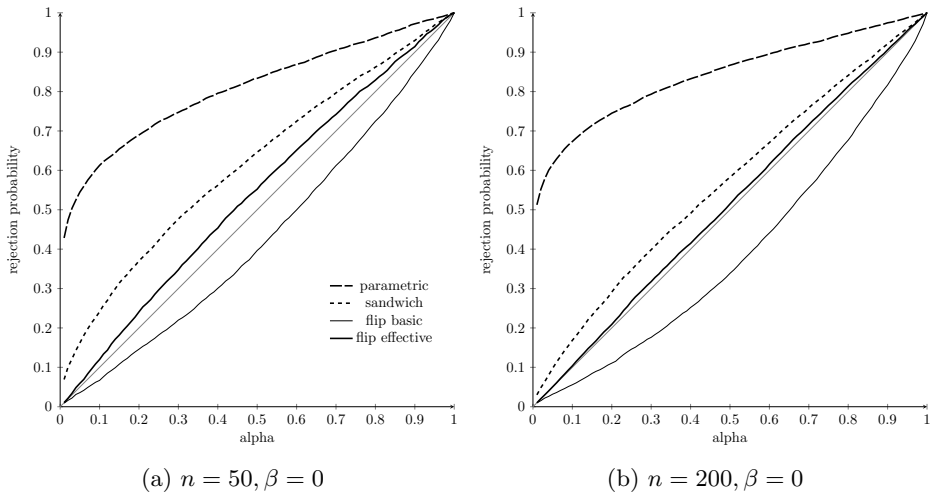 1
0.9
0.8
0.7
0.6
0.5
0.4
0.3
0.2
0.1
0
rejection probability
0 0.1 0.2 0.3 0.4 0.5 0.6 0.7 0.8 0.9 1
alpha
parametric
sandwich
flip basic
flip effective
(a) n = 50, β = 0
1
0.9
0.8
0.7
0.6
0.5
0.4
0.3
0.2
0.1
0
rejection probability
0 0.1 0.2 0.3 0.4 0.5 0.6 0.7 0.8 0.9 1
alpha
(b) n = 200, β = 0